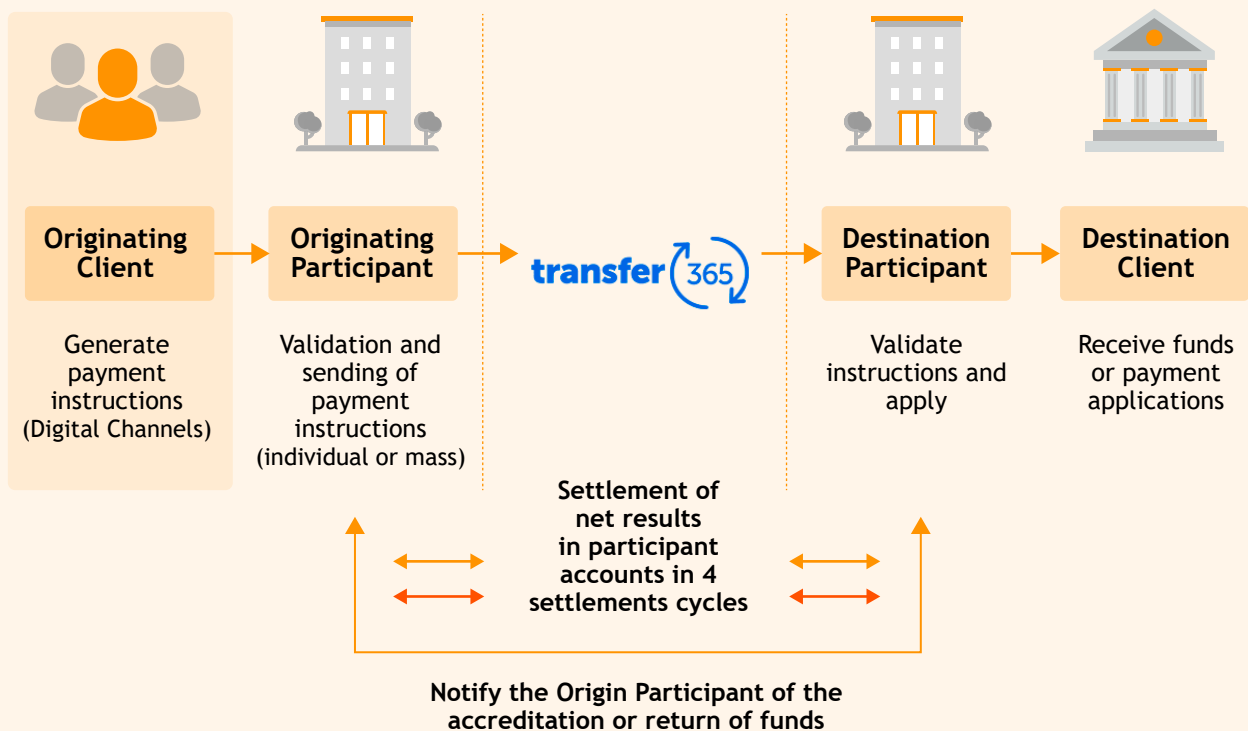 Originating
Client
Originating
Participant
transfer 365
Destination
Participant
Destination
Client
Generate
payment
instructions
(Digital Channels)
Validation and
sending of
payment
instructions
(individual or mass)
Validate
instructions and
apply
Receive funds
or payment
applications
Settlement of
net results
in participant
accounts in 4
settlements cycles
Notify the Origin Participant of the
accreditation or return of funds